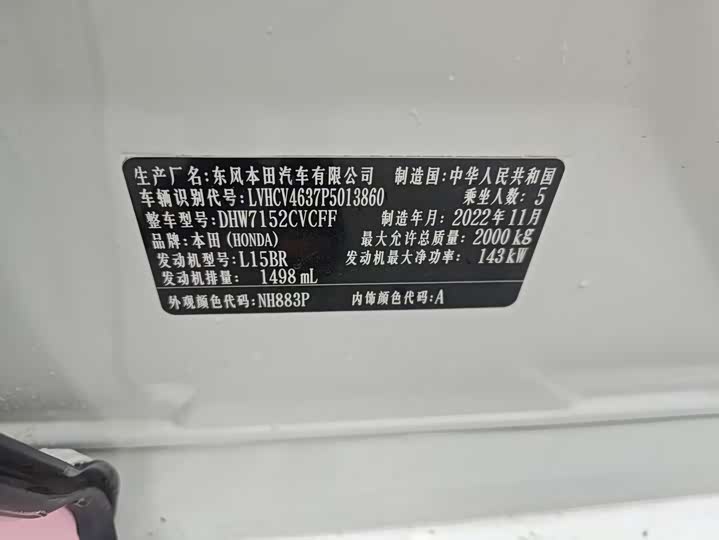 生产厂名:东风本田汽车有限公司 制造国:中华人民共和国
车辆识别代号:LVHCV4637P5013860 乘坐人数:5
整车型号:DHW7152CVCFF 制造年月:2022年11月
品牌:本田(HONDA) 最大允许总质量:2000kg
发动机型号:L15BR 发动机最大净功率:143kW
发动机排量:1498mL
外观颜色代码:NH883P 内饰颜色代码:A